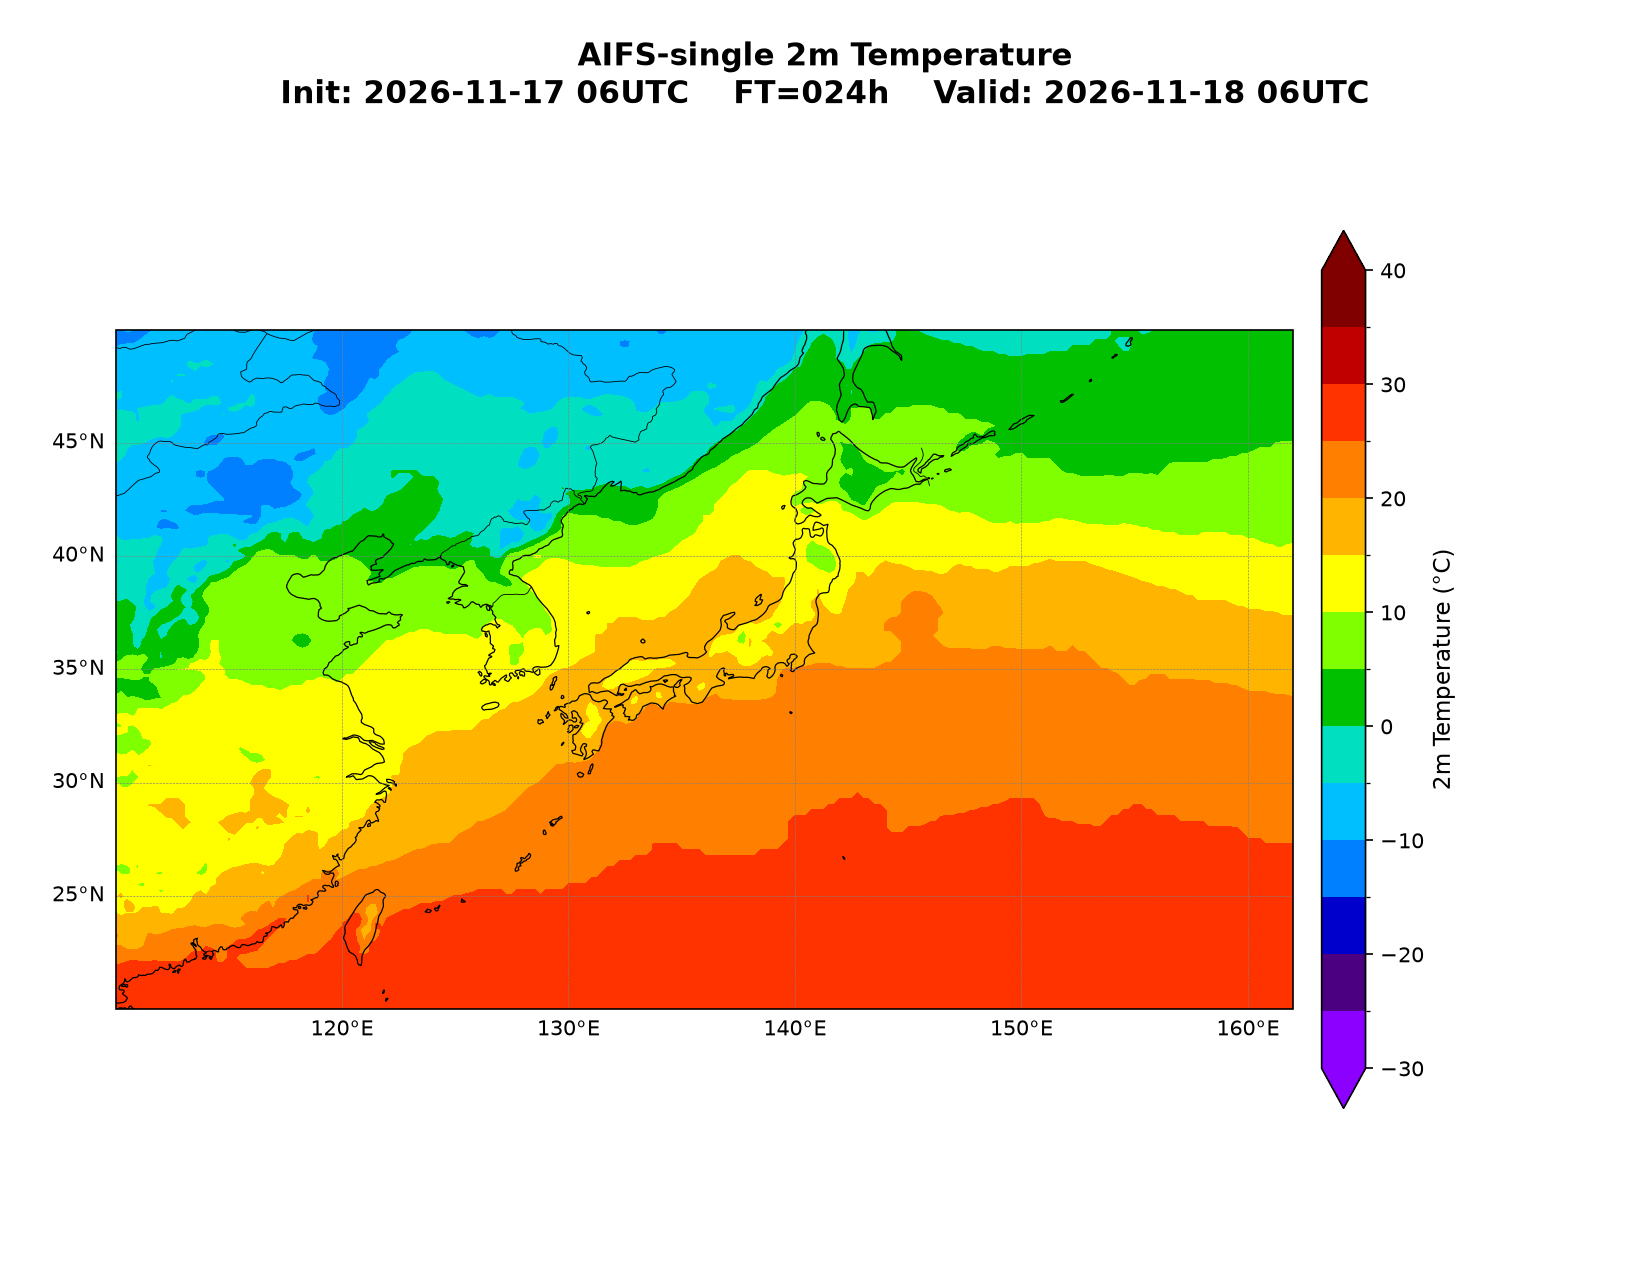 AIFS-single 2m Temperature
Init: 2026-11-17 06UTC    FT=024h    Valid: 2026-11-18 06UTC
45°N
40°N
35°N
30°N
25°N
120°E
130°E
140°E
150°E
160°E
40
30
20
10
0
−10
−20
−30
2m Temperature (°C)